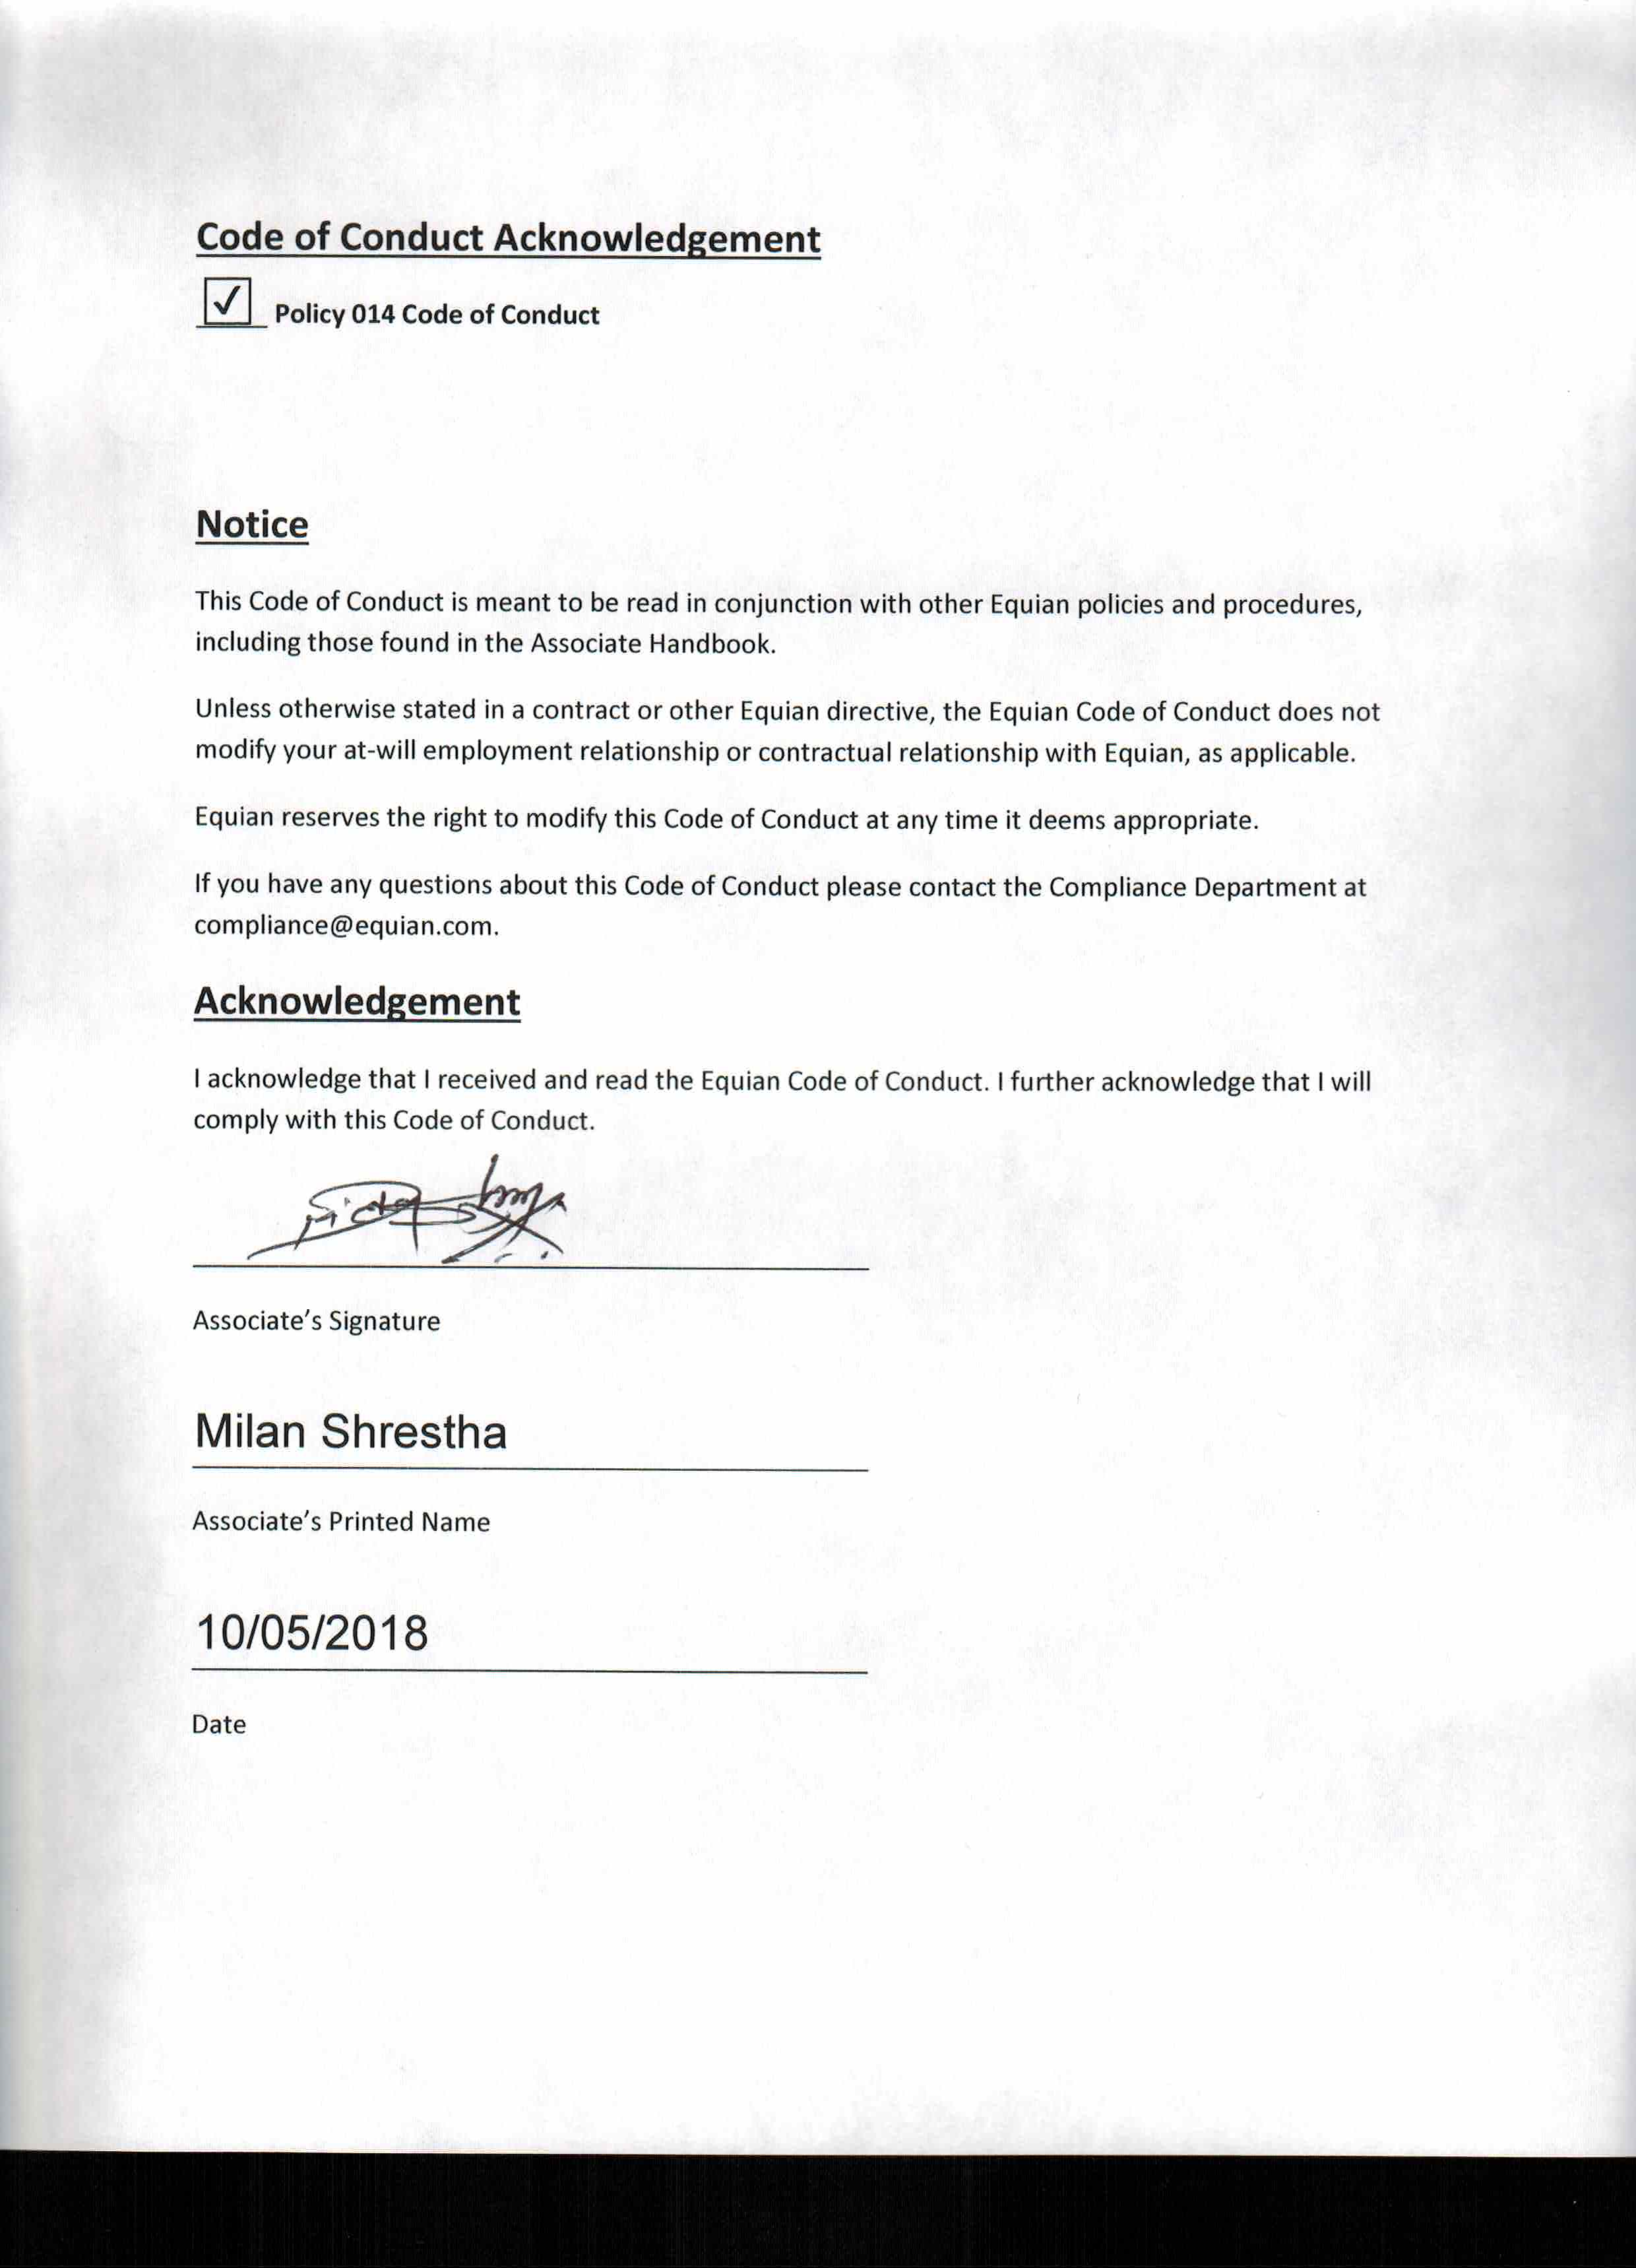 Code of Conduct Acknowledgement
Policy 014 Code of Conduct
Notice
This Code of Conduct is meant to be read in conjunction with other Equian policies and procedures,
including those found in the Associate Handbook.
Unless otherwise stated in a contract or other Equian directive, the Equian Code of Conduct does not
modify your at-will employment relationship or contractual relationship with Equian, as applicable.
Equian reserves the right to modify this Code of Conduct at any time it deems appropriate.
If you have any questions about this Code of Conduct please contact the Compliance Department at
compliance@equian.com.
Acknowledgement
I acknowledge that I received and read the Equian Code of Conduct. I further acknowledge that I will
comply with this Code of Conduct.
Associate's Signature
Milan Shrestha
Associate's Printed Name
10/05/2018
Date